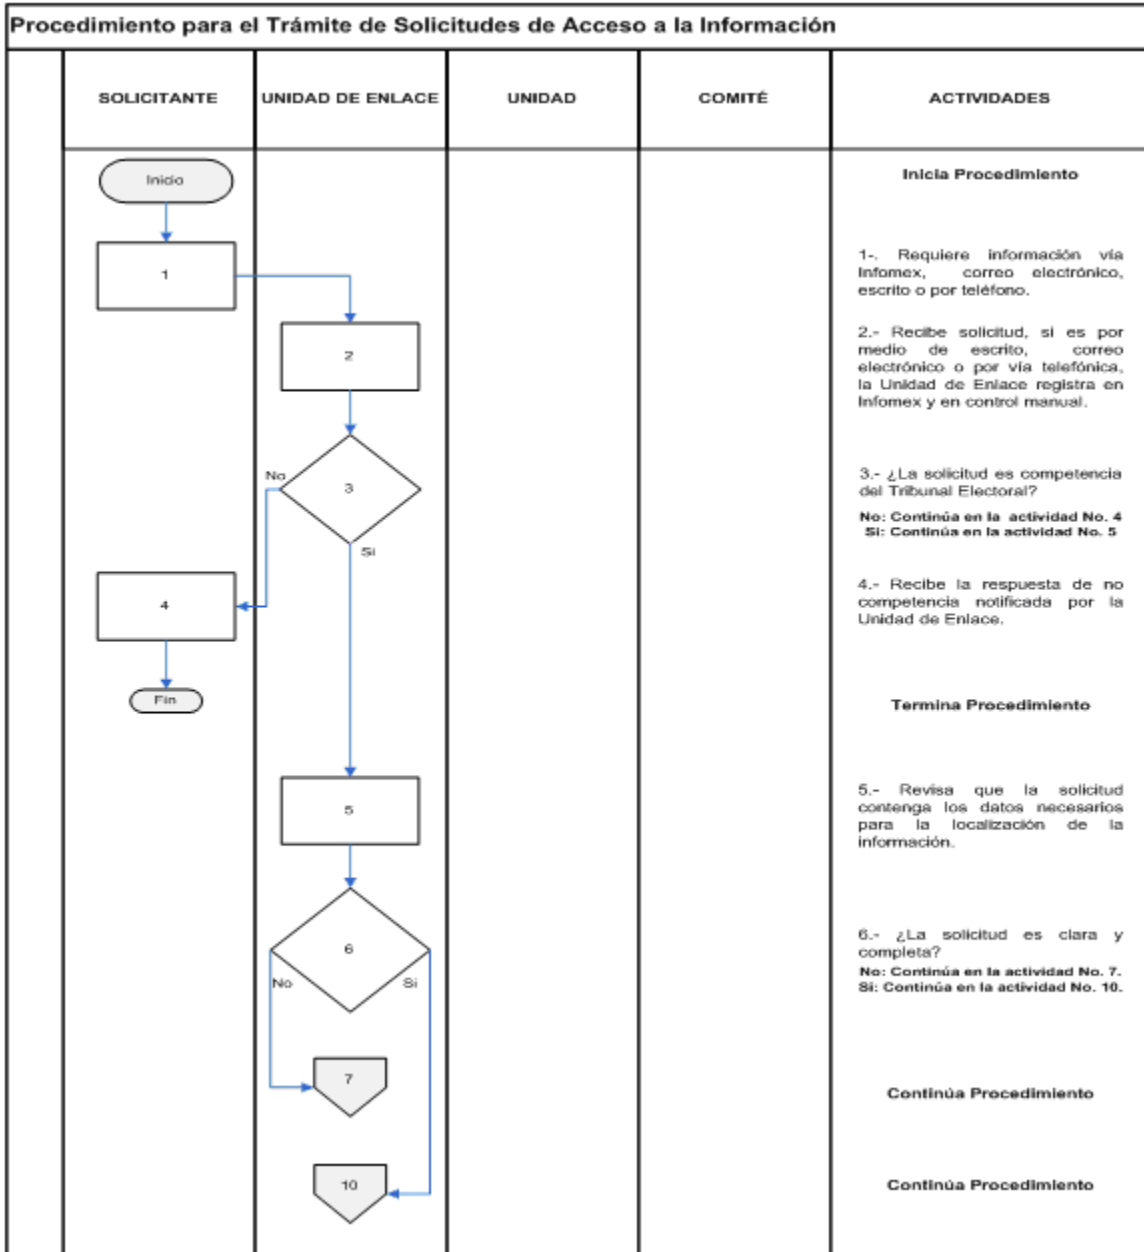 Procedimiento para el Trámite de Solicitudes de Acceso a la Información
SOLICITANTE
UNIDAD DE ENLACE
UNIDAD
COMITÉ
ACTIVIDADES
Inicio
Inicia Procedimiento
1
1-. Requiere información vía
Infomex, correo electrónico,
escrito o por teléfono.
2
2.- Recibe solicitud, si es por
medio de escrito, correo
electrónico o por vía telefónica,
la Unidad de Enlace registra en
Infomex y en control manual.
No
3
Si
3.- ¿La solicitud es competencia
del Tribunal Electoral?
No: Continúa en la actividad No. 4
Si: Continúa en la actividad No. 5
4
4.- Recibe la respuesta de no
competencia notificada por la
Unidad de Enlace.
Fin
Termina Procedimiento
5
5.- Revisa que la solicitud
contenga los datos necesarios
para la localización de la
información.
6
No
Si
6.- ¿La solicitud es clara y
completa?
No: Continúa en la actividad No. 7.
Si: Continúa en la actividad No. 10.
7
Continúa Procedimiento
10
Continúa Procedimiento